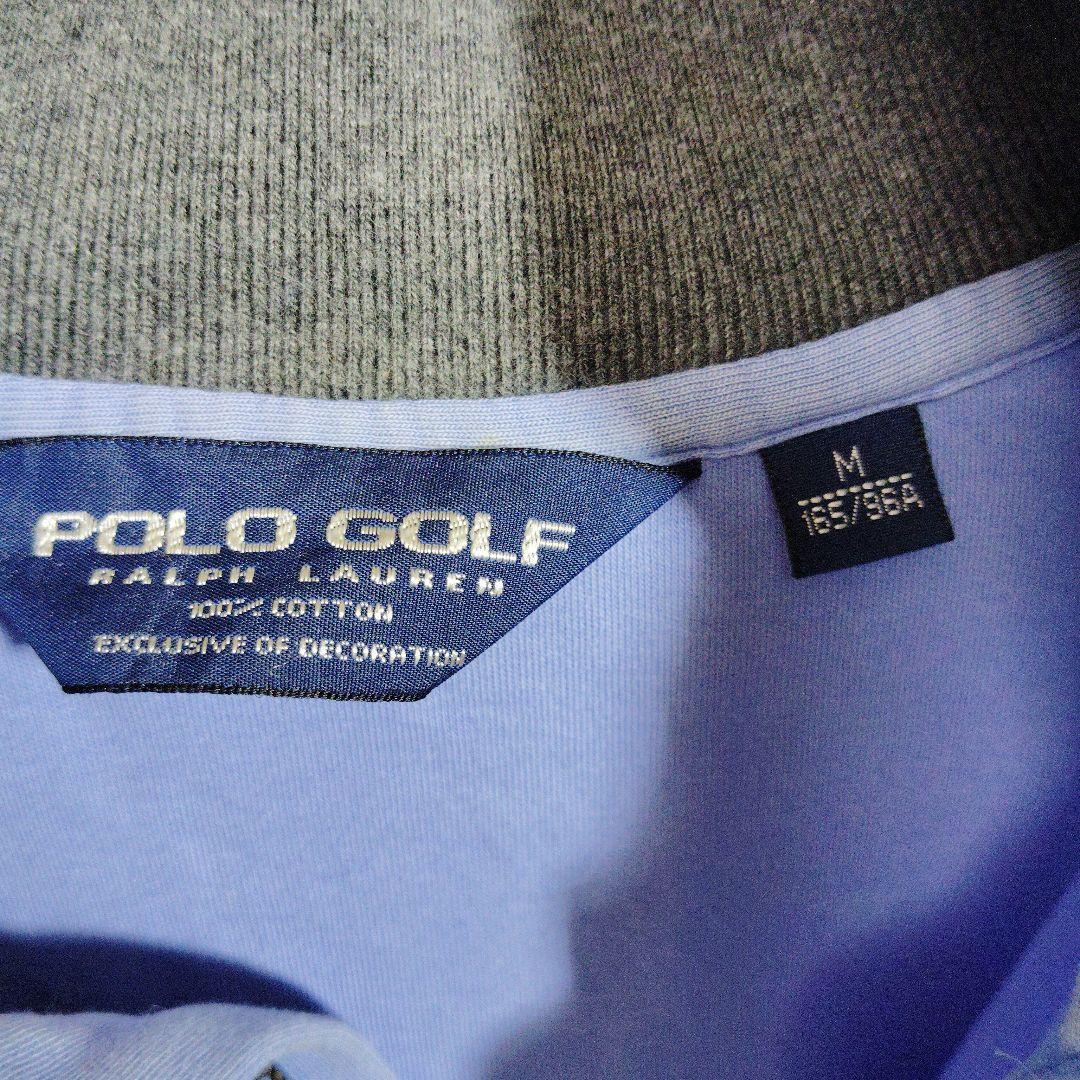 POLO GOLF
RALPH LAUREN
100% COTTON
EXCLUSIVE OF DECORATION
M
165/96A